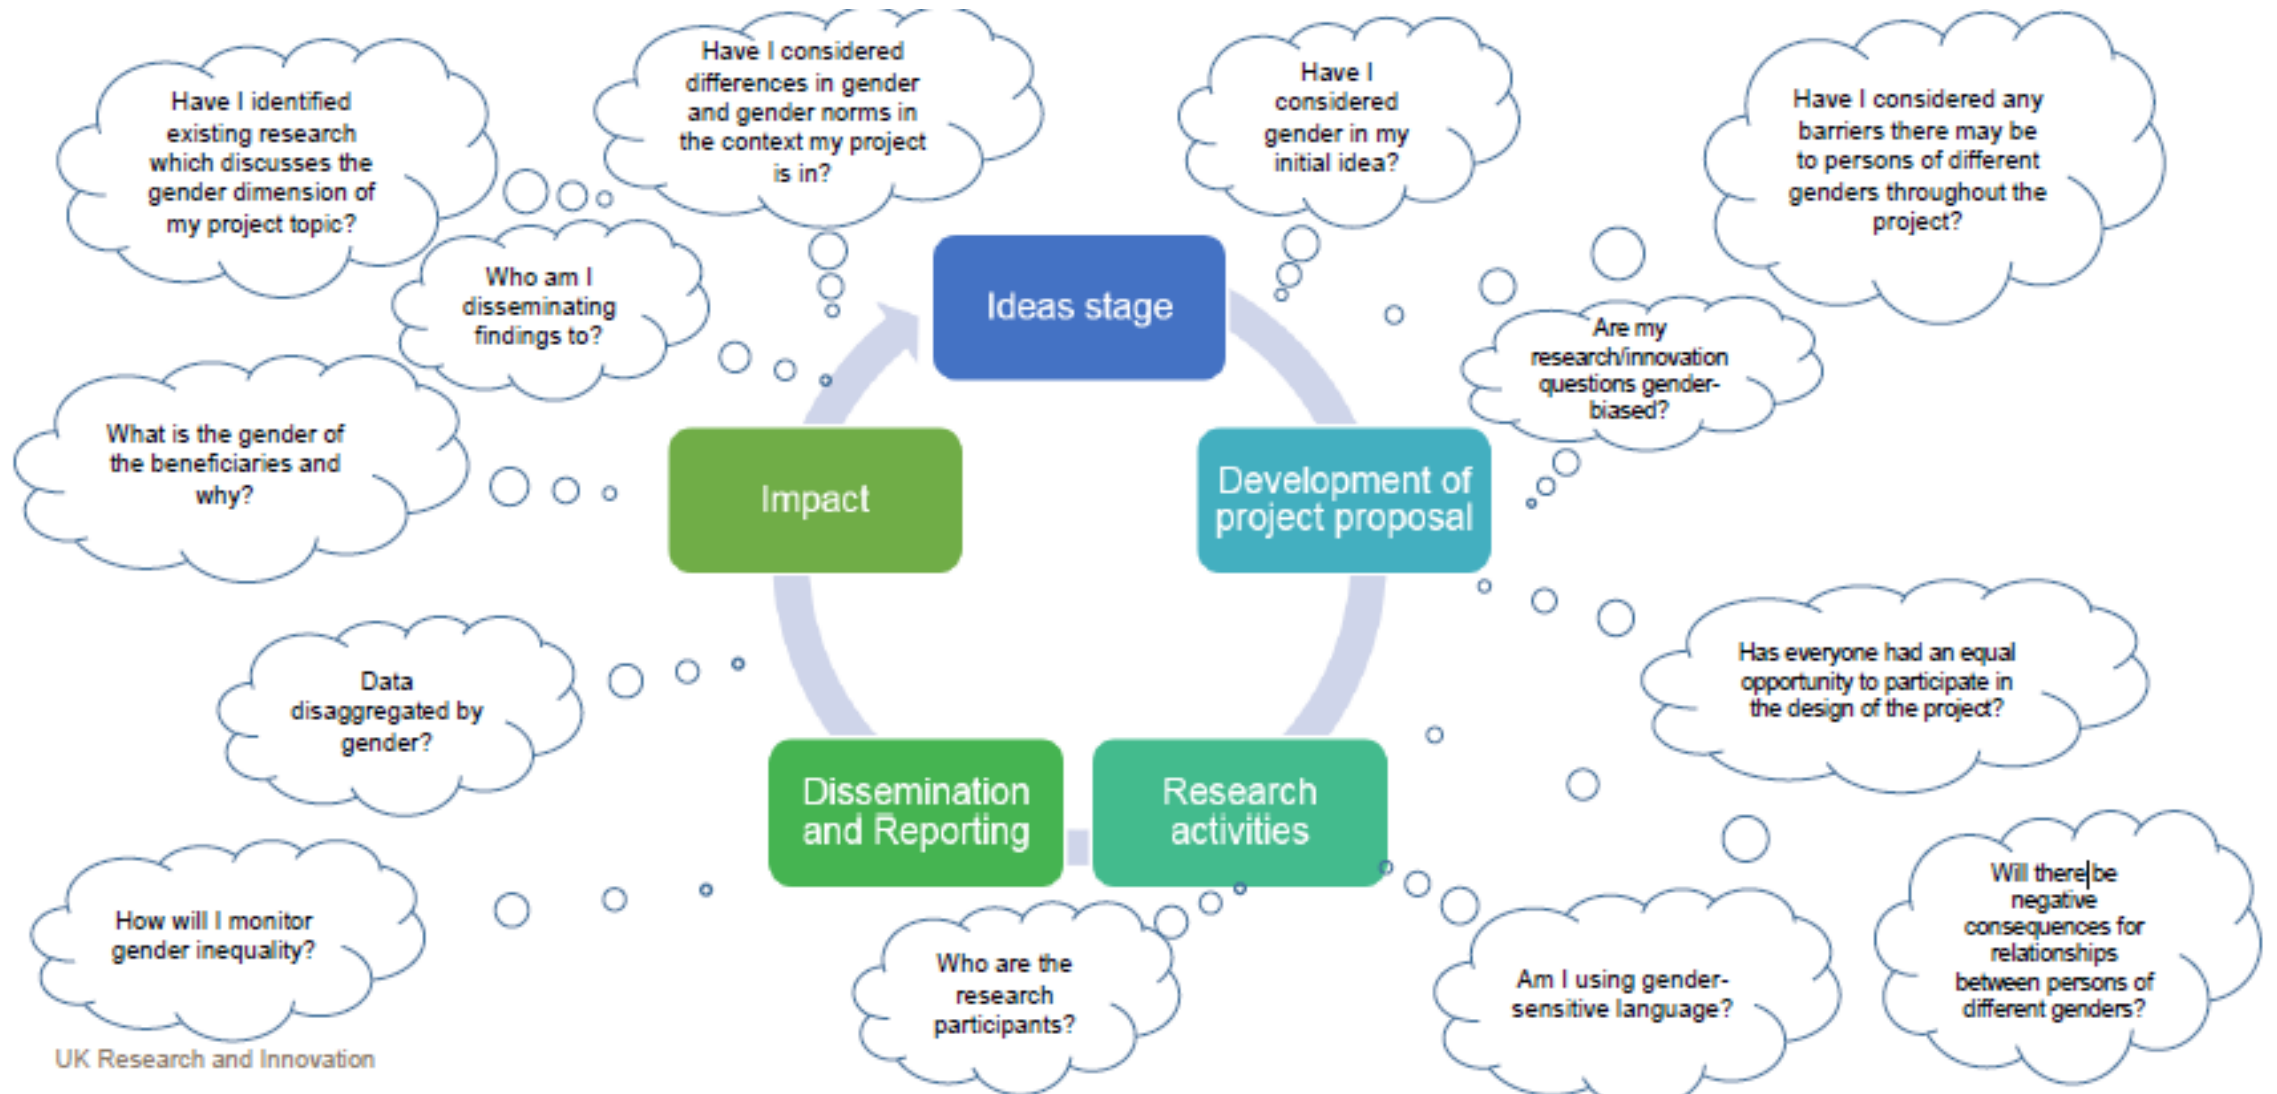 Have I identified
existing research
which discusses the
gender dimension of
my project topic?
Have I considered
differences in gender
and gender norms in
the context my project
is in?
Have I
considered
gender in my
initial idea?
Have I considered any
barriers there may be
to persons of different
genders throughout the
project?
Who am I
disseminating
findings to?
Ideas stage
Are my
research/innovation
questions gender-
biased?
What is the gender of
the beneficiaries and
why?
Impact
Development of
project proposal
Data
disaggregated by
gender?
Has everyone had an equal
opportunity to participate in
the design of the project?
Dissemination
and Reporting
Research
activities
How will I monitor
gender inequality?
Who are the
research
participants?
Am I using gender-
sensitive language?
Will there be
negative
consequences for
relationships
between persons of
different genders?
UK Research and Innovation